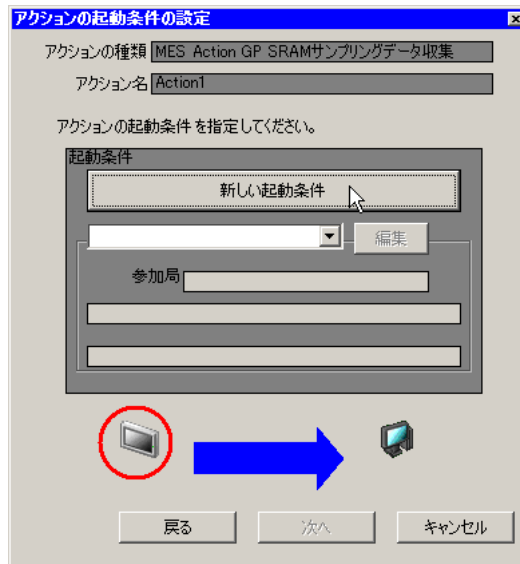 アクションの起動条件の設定
アクションの種類 MES Action GP SRAMサンプリングデータ収集
アクション名 Action1
アクションの起動条件 を指定してください。
起動条件
新しい起動条件
編集
参加局
戻る 次へ キャンセル